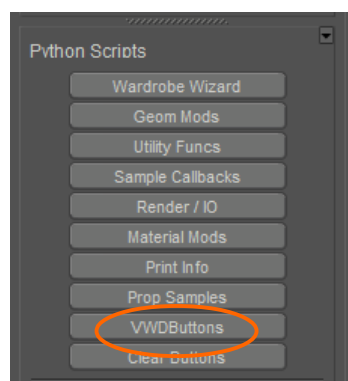 Python Scripts
Wardrobe Wizard
Geom Mods
Utility Funcs
Sample Callbacks
Render / IO
Material Mods
Print Info
Prop Samples
VWDButtons
Clear Buttons